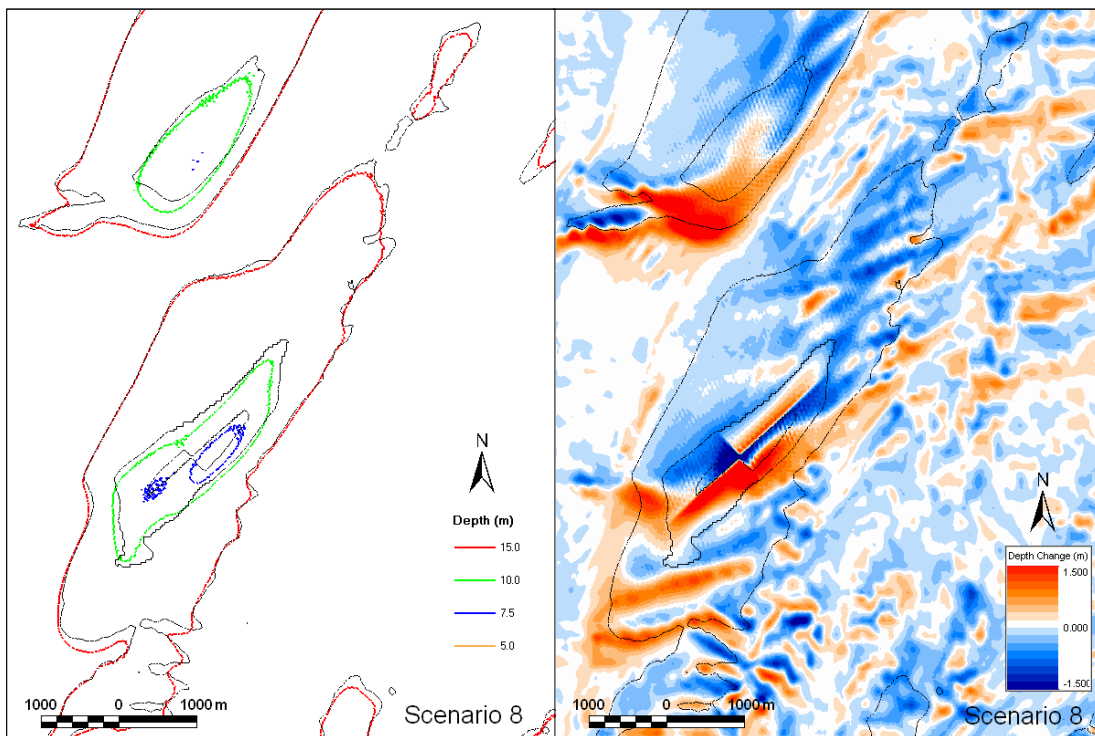 N
Depth (m)
15.0
10.0
7.5
5.0
1000 0 1000 m
Scenario 8
N
Depth Change (m)
1.500
0.000
-1.500
1000 0 1000 m
Scenario 8